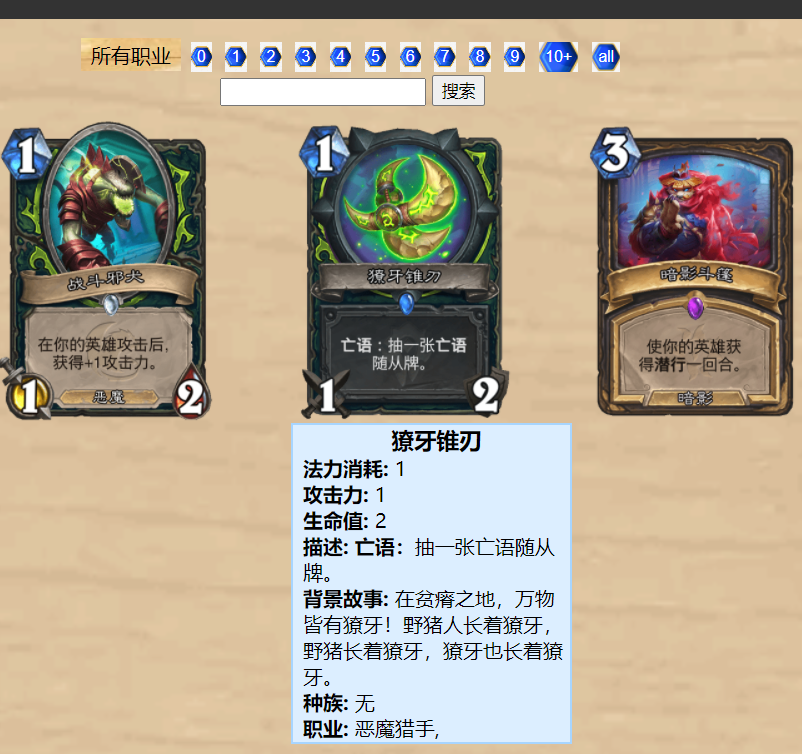 所有职业 0 1 2 3 4 5 6 7 8 9 10+ all
搜索
1
战斗邪犬
在你的英雄攻击后，
获得+1攻击力。
1 恶魔 2
1
獠牙锥刃
亡语：抽一张亡语
随从牌。
1 2
3
暗影斗篷
使你的英雄获
得潜行一回合。
暗影
獠牙锥刃
法力消耗: 1
攻击力: 1
生命值: 2
描述: 亡语：抽一张亡语随从
牌。
背景故事: 在贫瘠之地，万物
皆有獠牙！野猪人长着獠牙，
野猪长着獠牙，獠牙也长着獠
牙。
种族: 无
职业: 恶魔猎手,